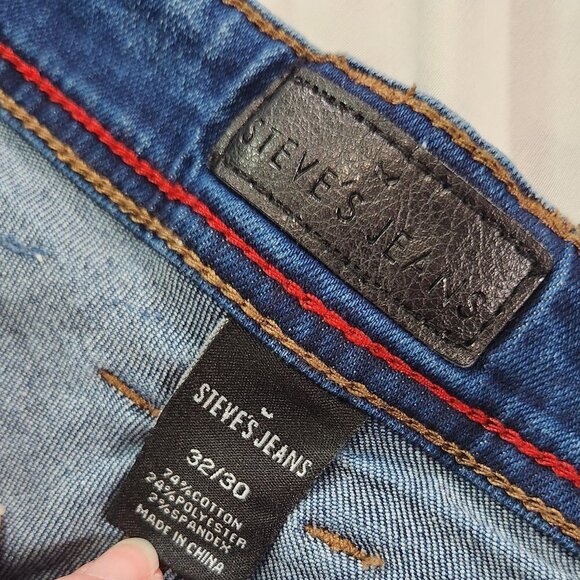 STEVE'S JEANS
STEVE'S JEANS
32/30
74%COTTON
24%POLYESTER
2%SPANDEX
MADE IN CHINA